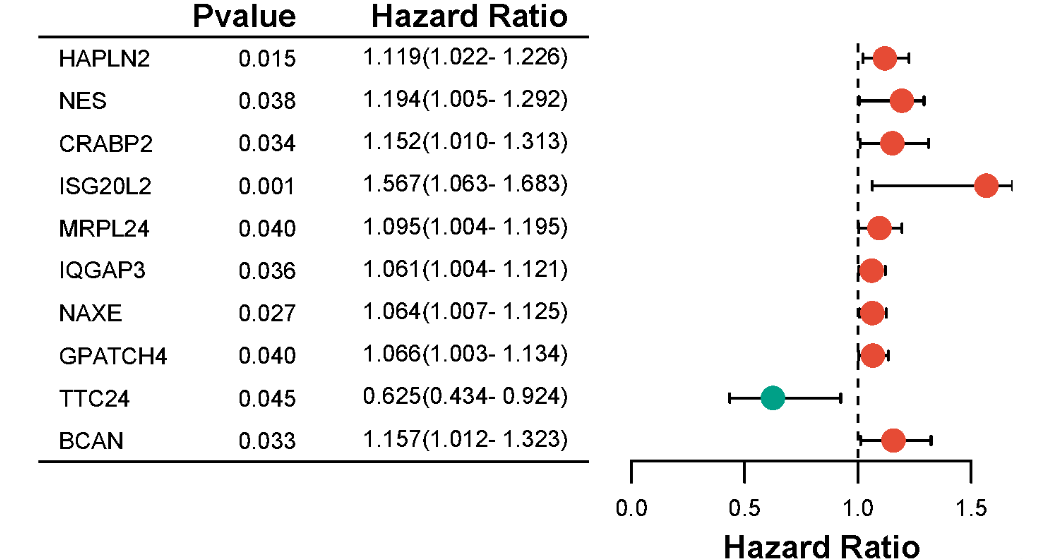 Pvalue Hazard Ratio
HAPLN2 0.015 1.119(1.022- 1.226)
NES 0.038 1.194(1.005- 1.292)
CRABP2 0.034 1.152(1.010- 1.313)
ISG20L2 0.001 1.567(1.063- 1.683)
MRPL24 0.040 1.095(1.004- 1.195)
IQGAP3 0.036 1.061(1.004- 1.121)
NAXE 0.027 1.064(1.007- 1.125)
GPATCH4 0.040 1.066(1.003- 1.134)
TTC24 0.045 0.625(0.434- 0.924)
BCAN 0.033 1.157(1.012- 1.323)
0.0 0.5 1.0 1.5
Hazard Ratio